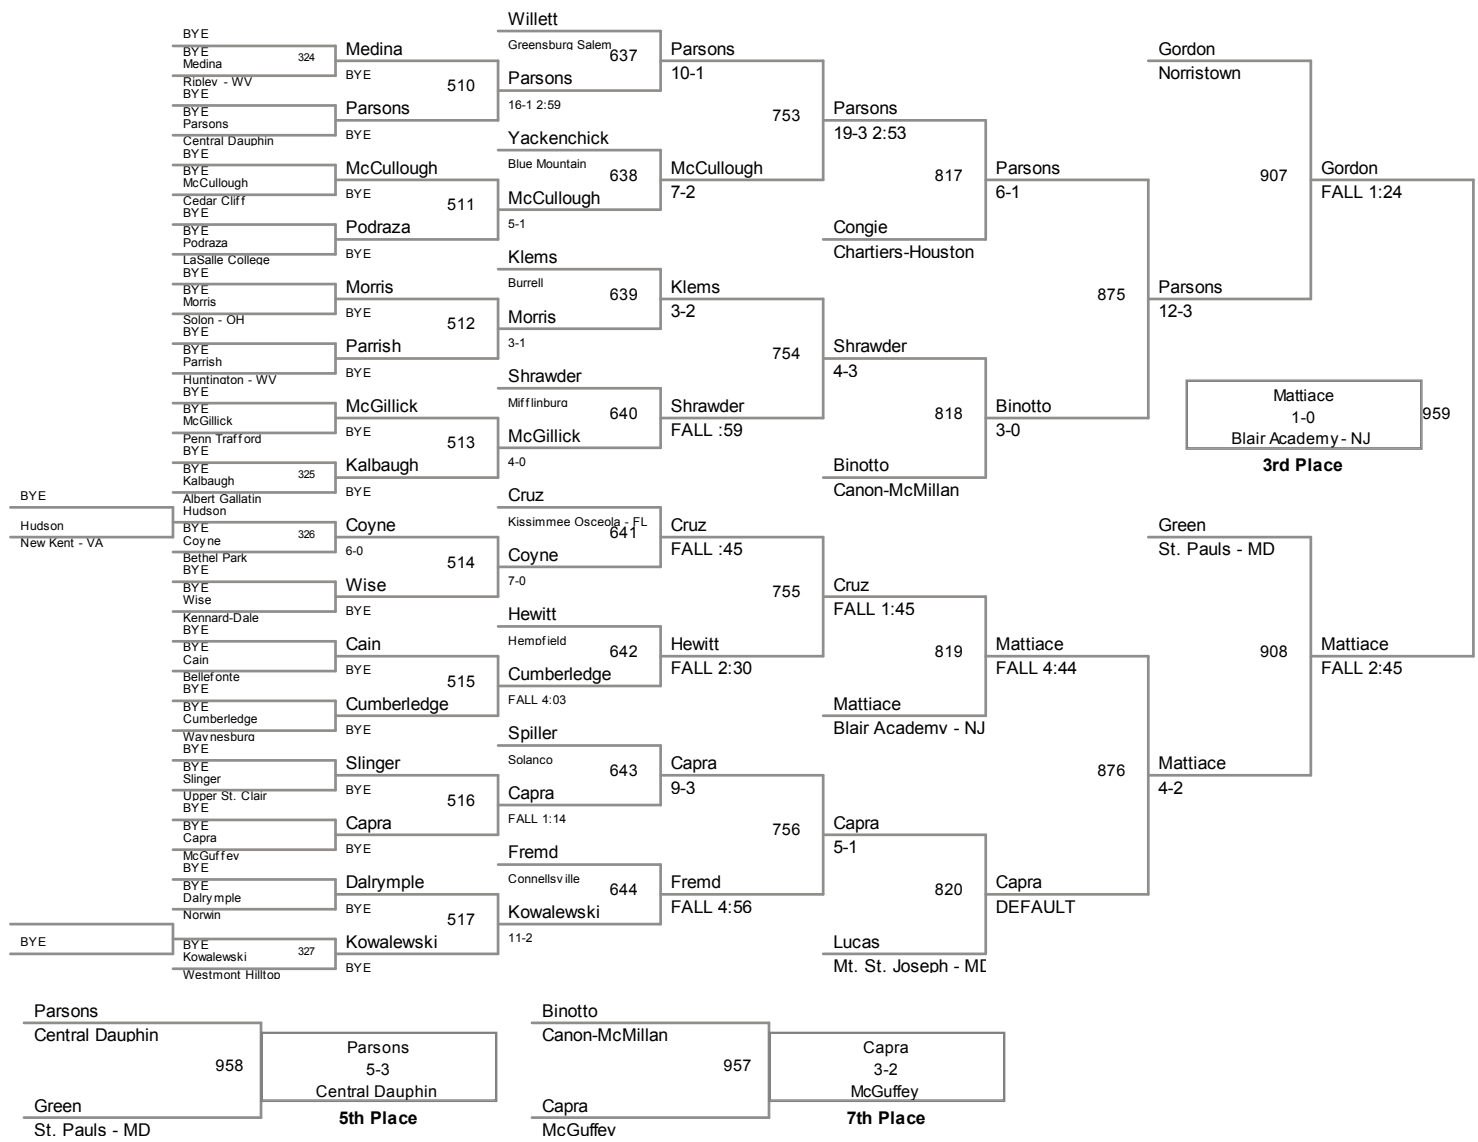 BYE
Hudson
New Kent - VA
BYE
BYE
BYE
Medina
Ripley - WV
324
BYE
BYE
Parsons
Central Dauphin
BYE
BYE
McCullough
Cedar Cliff
BYE
BYE
Podraza
LaSalle College
BYE
BYE
Morris
Solon - OH
BYE
BYE
Parrish
Huntington - WV
BYE
BYE
McGillick
Penn Trafford
BYE
BYE
Kalbaugh
Albert Gallatin
325
Hudson
BYE
Coyne
Bethel Park
326
BYE
BYE
Wise
Kennard-Dale
BYE
BYE
Cain
Bellefonte
BYE
BYE
Cumberledge
Waynesburg
BYE
BYE
Slinger
Upper St. Clair
BYE
BYE
Capra
McGuffey
BYE
BYE
Dalrymple
Norwin
BYE
Kowalewski
Westmont Hilltop
327
Medina
BYE
510
Parsons
BYE
McCullough
BYE
511
Podraza
BYE
Morris
BYE
512
Parrish
BYE
McGillick
BYE
513
Kalbaugh
BYE
Coyne
6-0
514
Wise
BYE
Cain
BYE
515
Cumberledge
BYE
Slinger
BYE
516
Capra
BYE
Dalrymple
BYE
517
Kowalewski
BYE
Willett
Greensburg Salem
637
Parsons
16-1 2:59
Yackenchick
Blue Mountain
638
McCullough
5-1
Klems
Burrell
639
Morris
3-1
Shrawder
Mifflinburg
640
McGillick
4-0
Cruz
Kissimmee Osceola - FL
641
Coyne
7-0
Hewitt
Hempfield
642
Cumberledge
FALL 4:03
Spiller
Solanco
643
Capra
FALL 1:14
Fremd
Connellsville
644
Kowalewski
11-2
Parsons
10-1
753
McCullough
7-2
Klems
3-2
754
Shrawder
FALL :59
Cruz
FALL :45
755
Hewitt
FALL 2:30
Capra
9-3
756
Fremd
FALL 4:56
Parsons
19-3 2:53
817
Congie
Chartiers-Houston
Shrawder
4-3
818
Binotto
Canon-McMillan
Cruz
FALL 1:45
819
Mattiace
Blair Academy - NJ
Capra
5-1
820
Lucas
Mt. St. Joseph - MD
Parsons
6-1
875
Binotto
3-0
Mattiace
FALL 4:44
876
Capra
DEFAULT
Gordon
Norristown
907
Parsons
12-3
Green
St. Pauls - MD
908
Mattiace
4-2
Gordon
FALL 1:24
Mattiace
FALL 2:45
Mattiace
1-0
Blair Academy - NJ
959
3rd Place
Parsons
Central Dauphin
958
Green
St. Pauls - MD
Parsons
5-3
Central Dauphin
5th Place
Binotto
Canon-McMillan
957
Capra
McGuffey
Capra
3-2
McGuffey
7th Place